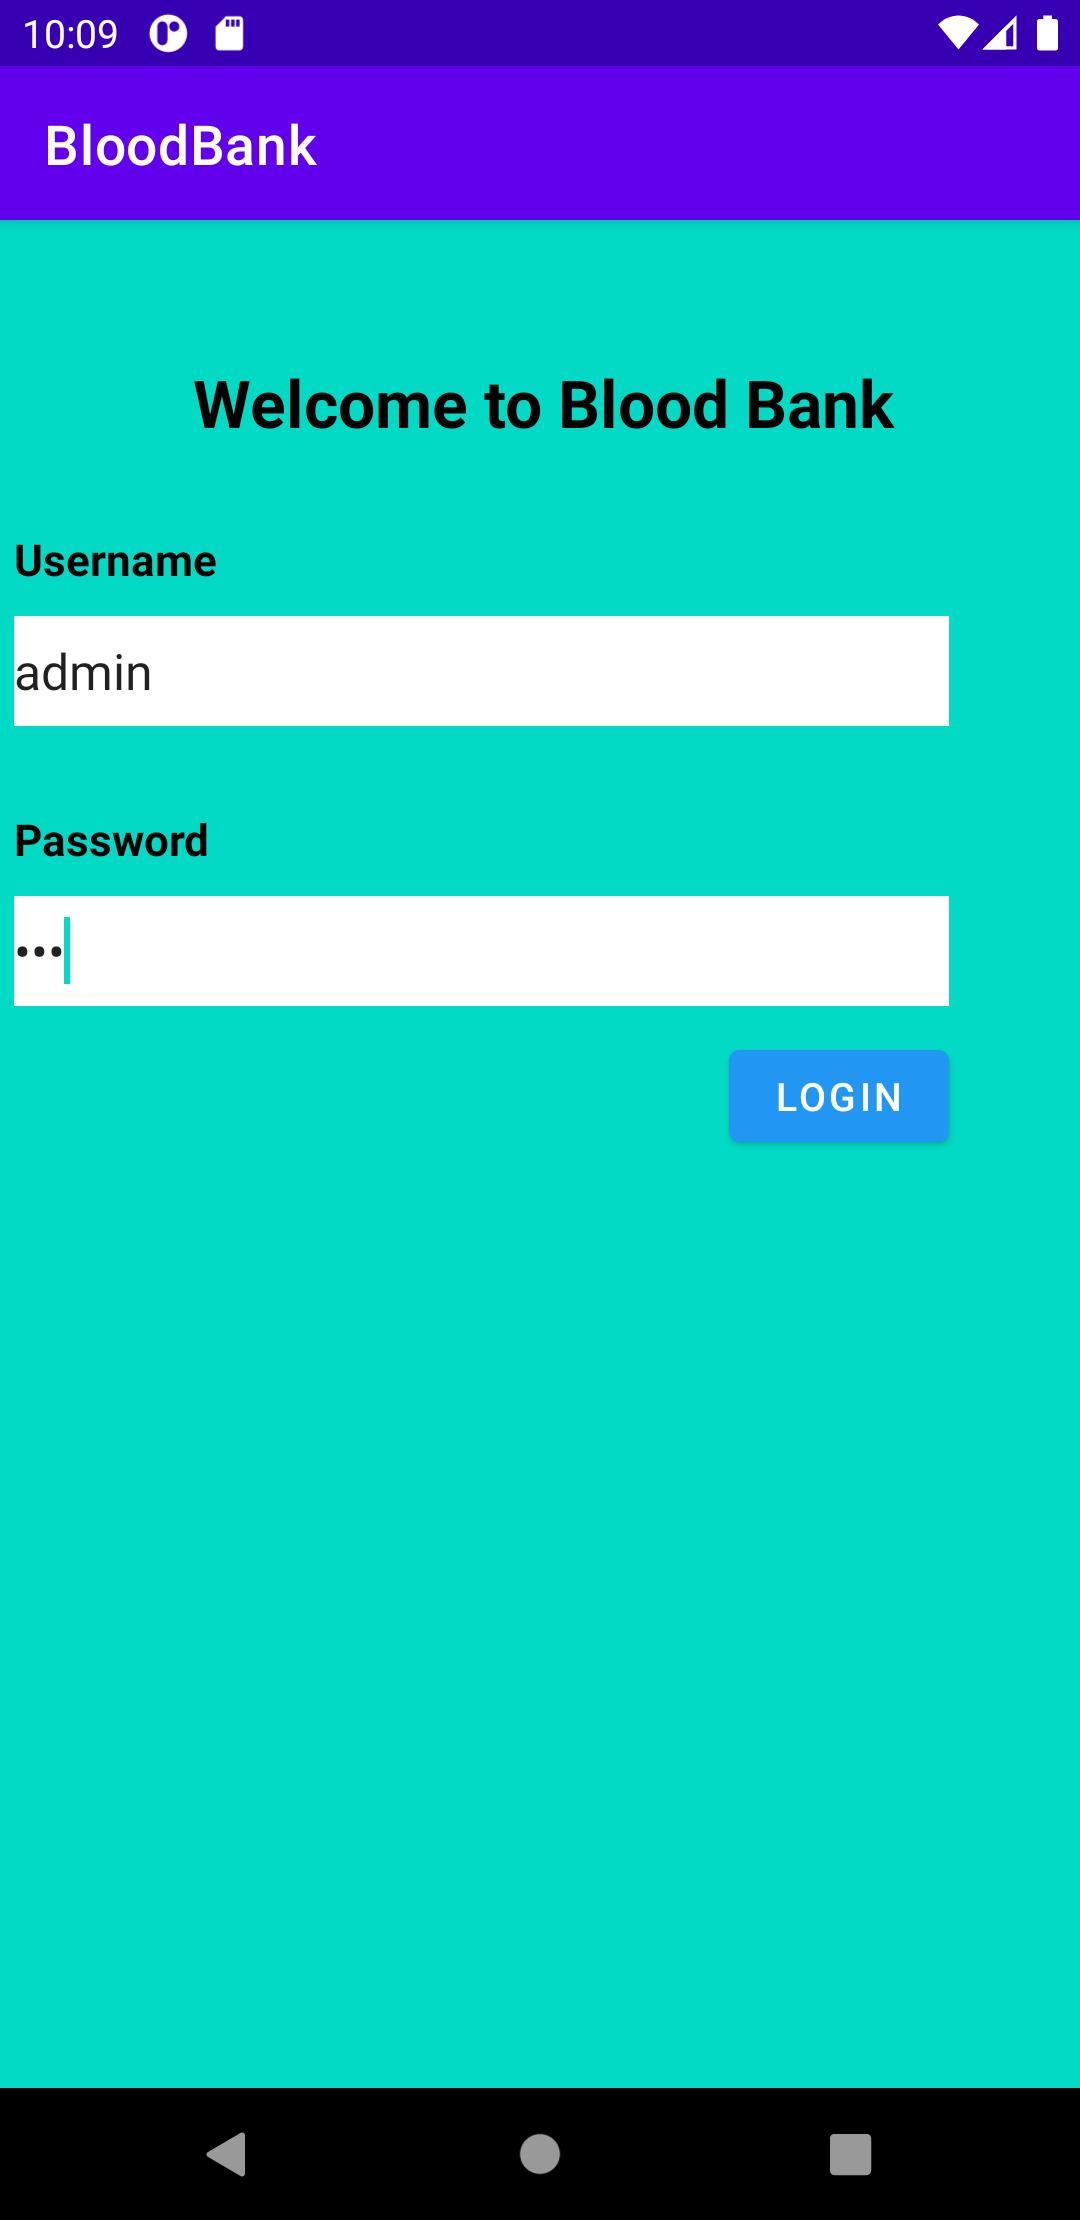 10:09
BloodBank
Welcome to Blood Bank
Username
admin
Password
•••
LOGIN